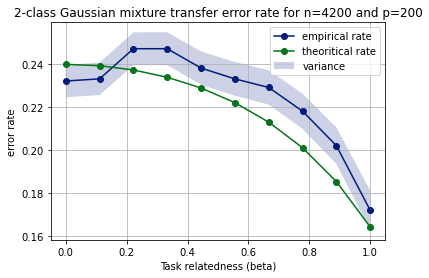 2-class Gaussian mixture transfer error rate for n=4200 and p=200
empirical rate
theoritical rate
variance
error rate
0.24
0.22
0.20
0.18
0.16
0.0 0.2 0.4 0.6 0.8 1.0
Task relatedness (beta)